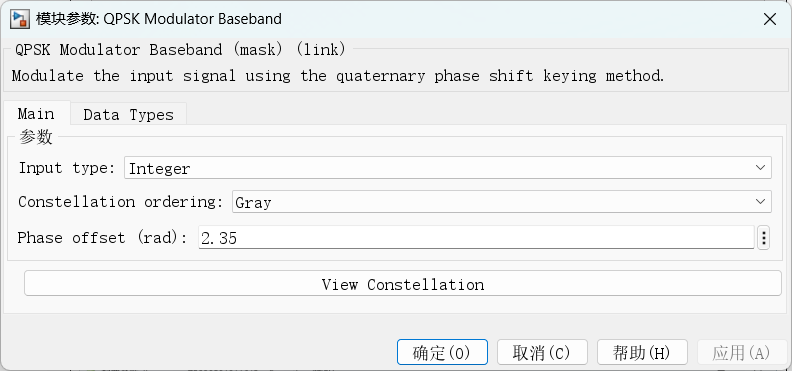 模块参数: QPSK Modulator Baseband
QPSK Modulator Baseband (mask) (link)
Modulate the input signal using the quaternary phase shift keying method.
Main
Data Types
参数
Input type: Integer
Constellation ordering: Gray
Phase offset (rad): 2.35
View Constellation
确定(O)
取消(C)
帮助(H)
应用(A)